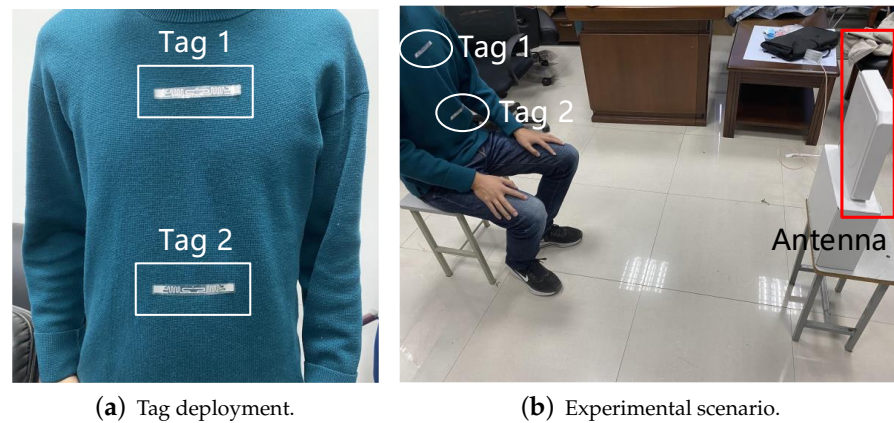 Tag 1
Tag 2
(a) Tag deployment.
Tag 1
Tag 2
Antenna
(b) Experimental scenario.